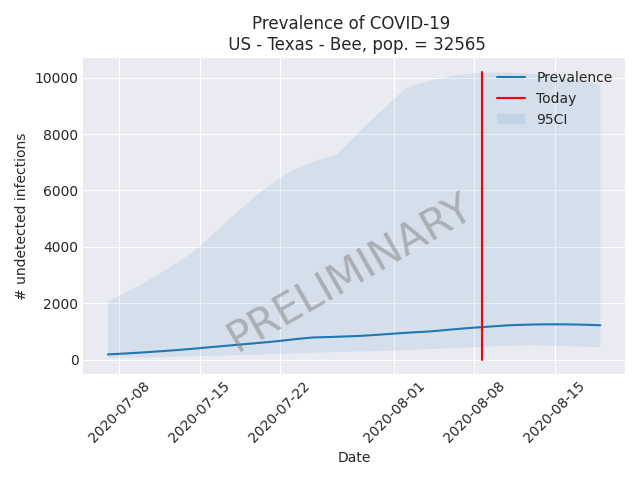 Prevalence of COVID-19
US - Texas - Bee, pop. = 32565
# undetected infections
10000
8000
6000
4000
2000
0
Prevalence
Today
95CI
PRELIMINARY
2020-07-08
2020-07-15
2020-07-22
2020-08-01
2020-08-08
2020-08-15
Date